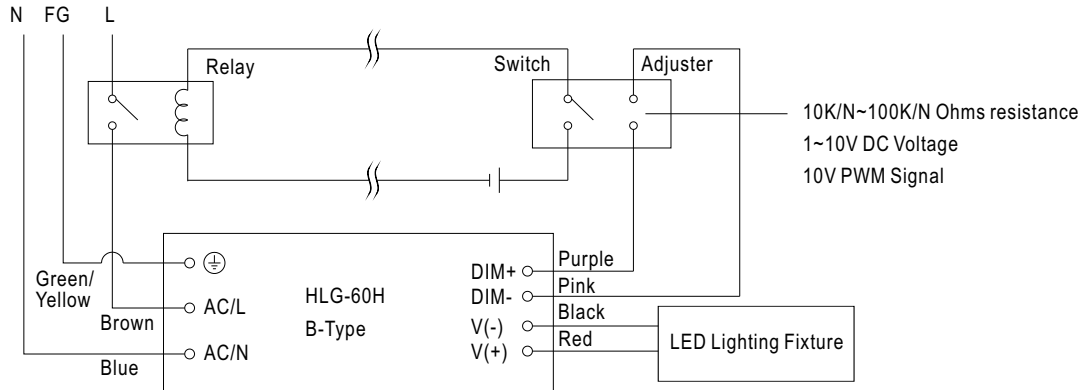 N FG L
Relay
Switch
Adjuster
10K/N~100K/N Ohms resistance
1~10V DC Voltage
10V PWM Signal
Green/
Yellow
Brown
Blue
AC/L
AC/N
HLG-60H
B-Type
DIM+
DIM-
V(-)
V(+)
Purple
Pink
Black
Red
LED Lighting Fixture